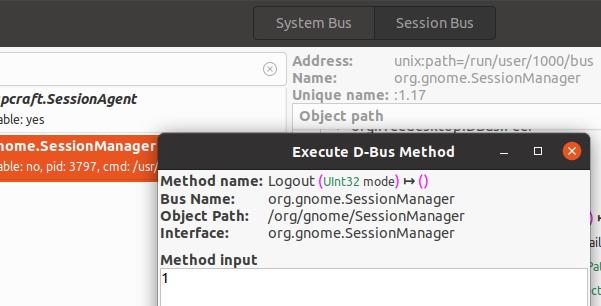 System Bus Session Bus
Address: unix:path=/run/user/1000/bus
Name: org.gnome.SessionManager
Unique name: :1.17
Object path
pcraft.SessionAgent
able: yes
nome.SessionManager
able: no, pid: 3797, cmd: /usr/
Execute D-Bus Method
Method name: Logout (UInt32 mode) ↦ ()
Bus Name: org.gnome.SessionManager
Object Path: /org/gnome/SessionManager
Interface: org.gnome.SessionManager
Method input
1